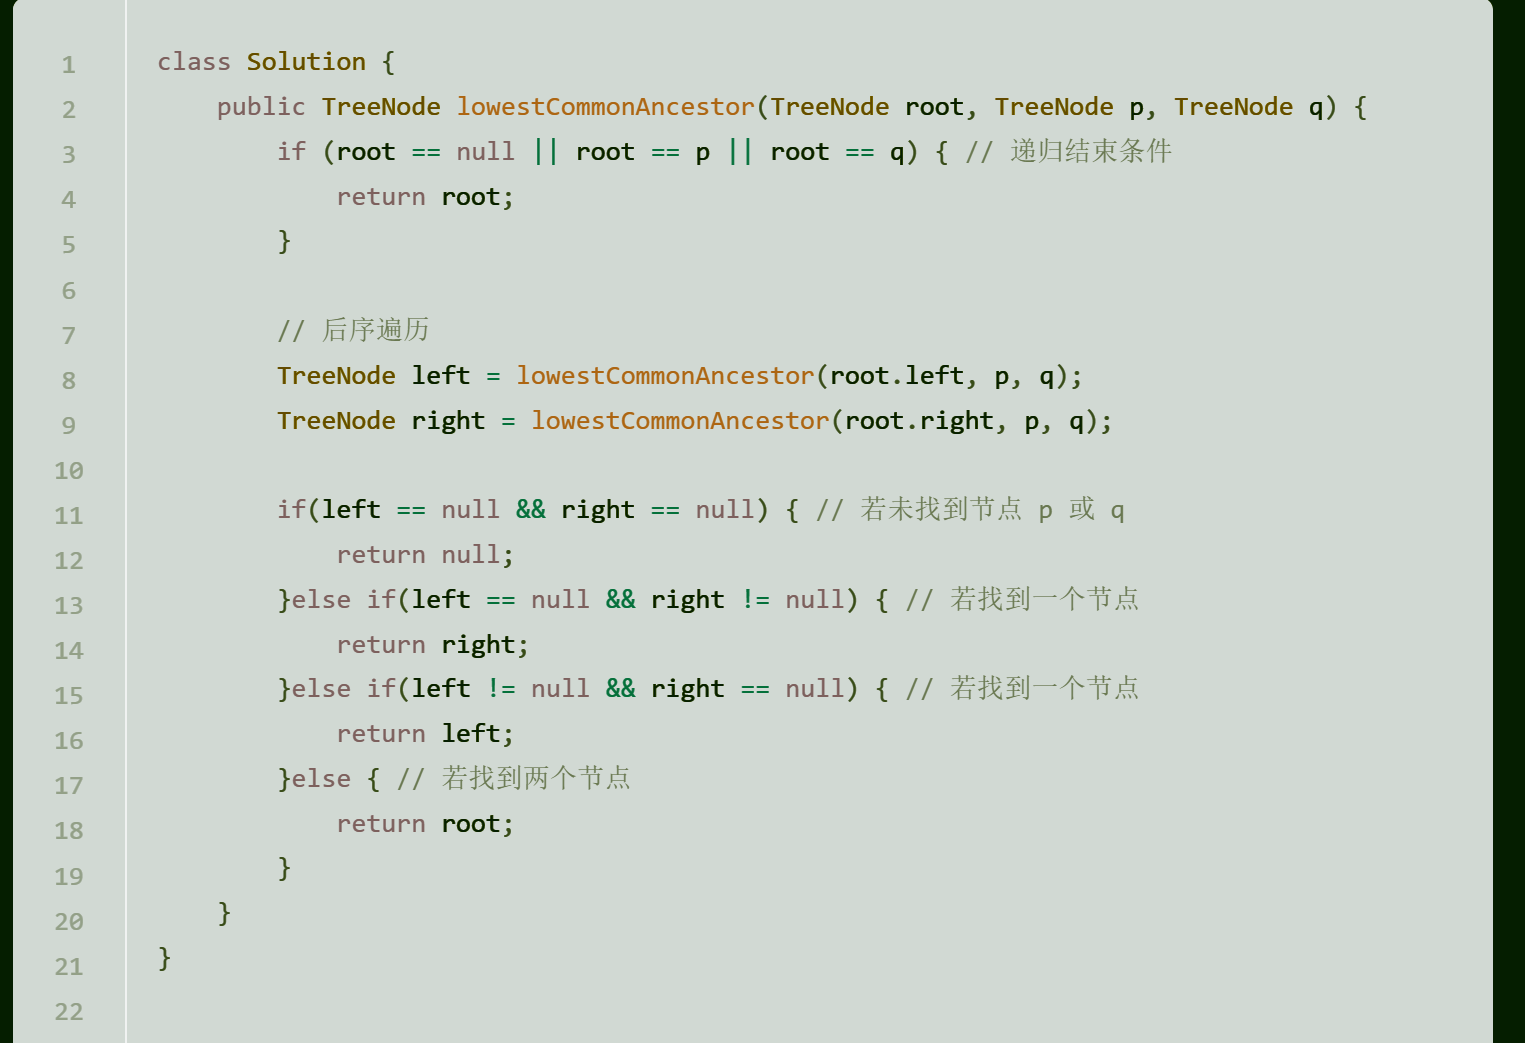 1 class Solution {
2 public TreeNode lowestCommonAncestor(TreeNode root, TreeNode p, TreeNode q) {
3 if (root == null || root == p || root == q) { // 递归结束条件
4 return root;
5 }
6
7 // 后序遍历
8 TreeNode left = lowestCommonAncestor(root.left, p, q);
9 TreeNode right = lowestCommonAncestor(root.right, p, q);
10
11 if(left == null && right == null) { // 若未找到节点 p 或 q
12 return null;
13 }else if(left == null && right != null) { // 若找到一个节点
14 return right;
15 }else if(left != null && right == null) { // 若找到一个节点
16 return left;
17 }else { // 若找到两个节点
18 return root;
19 }
20 }
21 }
22